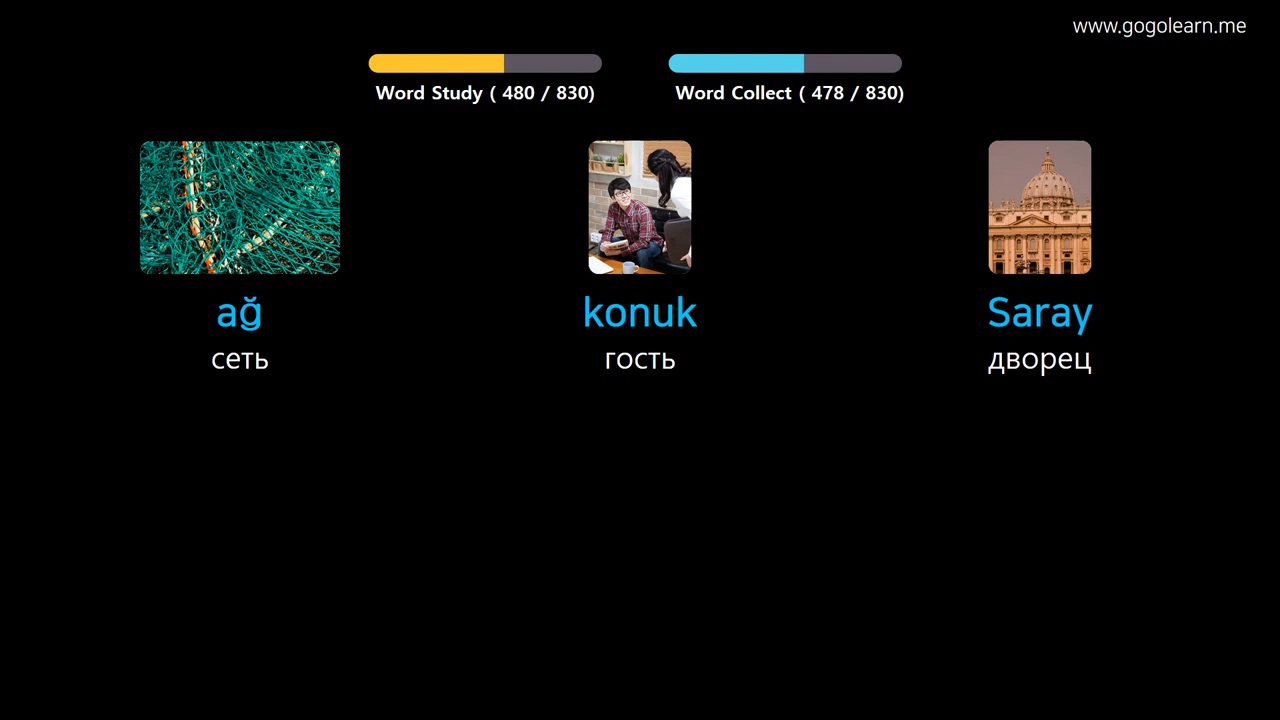 www.gogolearn.me
Word Study ( 480 / 830)
Word Collect ( 478 / 830)
ağ
konuk
Saray
сеть
гость
дворец